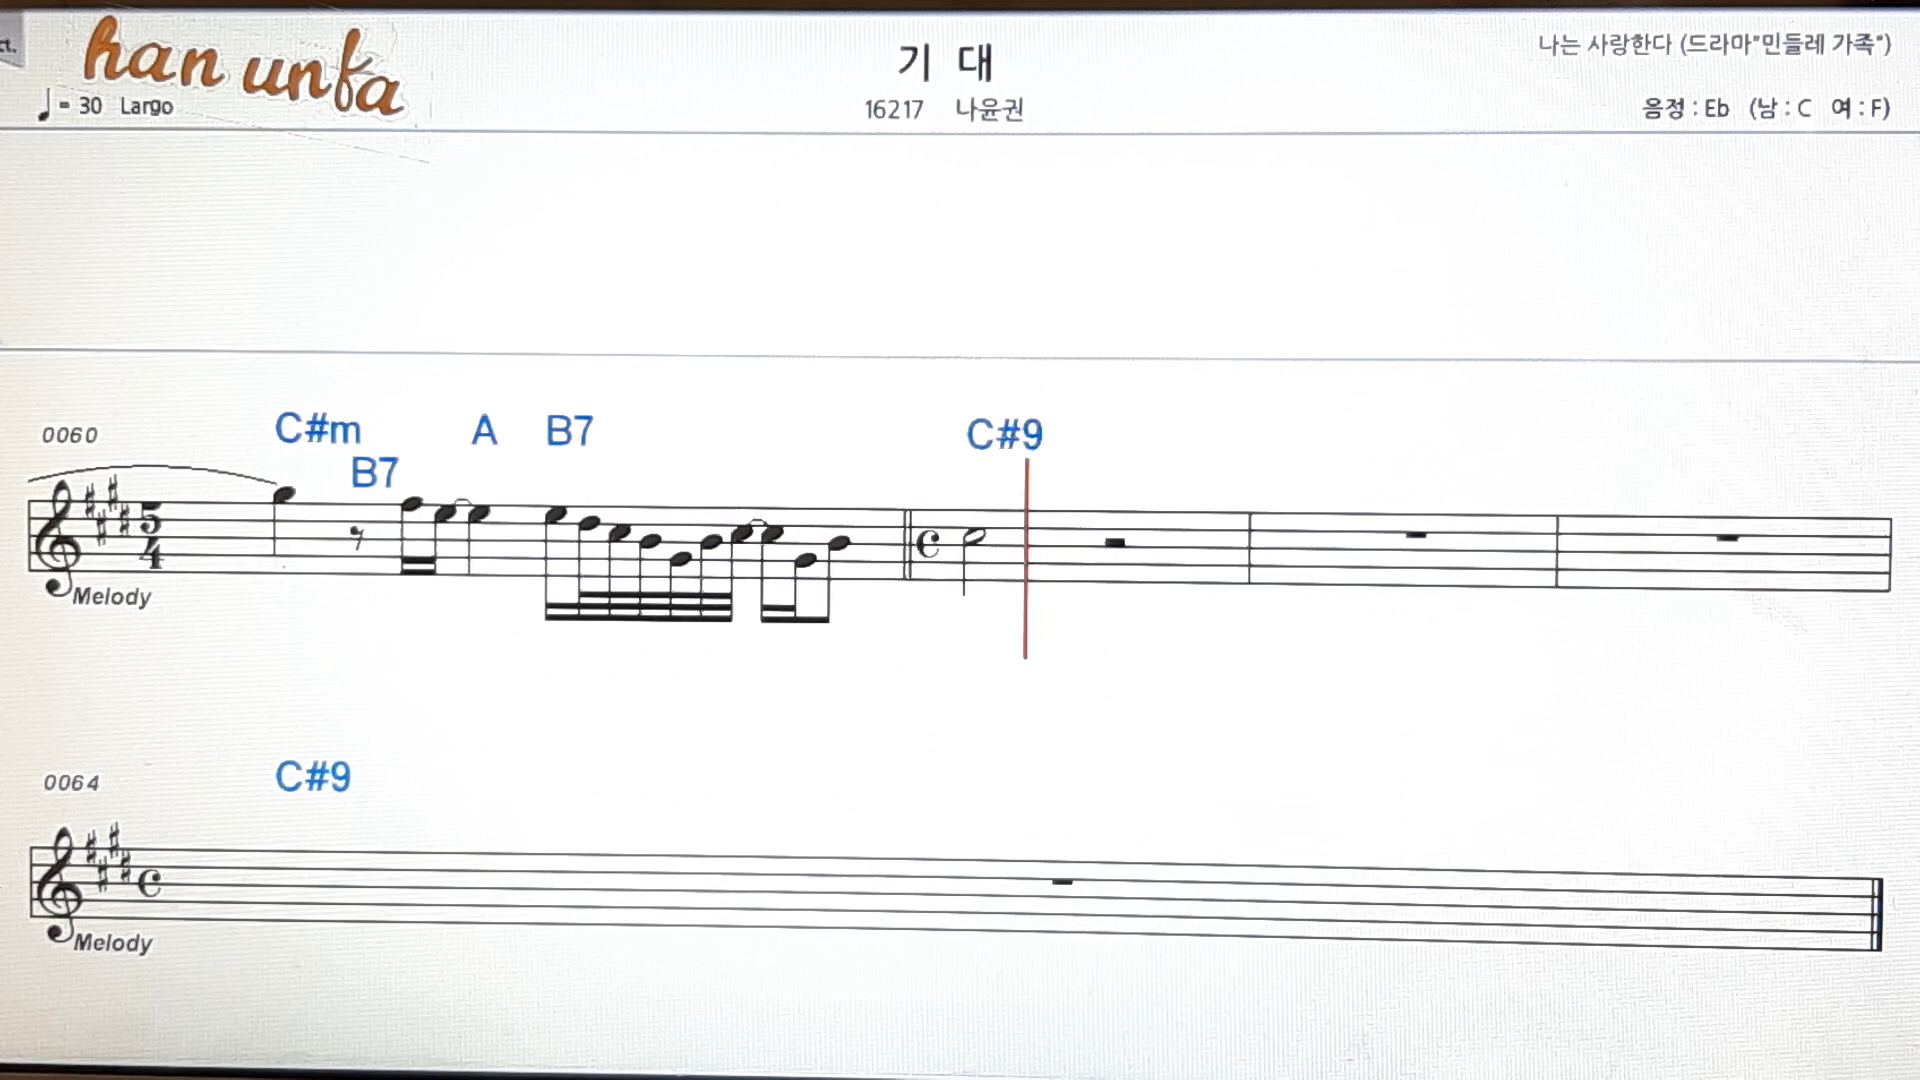 ct.
han unfa
♩= 30 Largo
기 대
16217 나윤권
나는 사랑한다 (드라마"민들레 가족")
음정 : Eb (남 : C 여 : F)
0060
C#m A B7 C#9
B7
5
4
Melody
0064
C#9
Melody